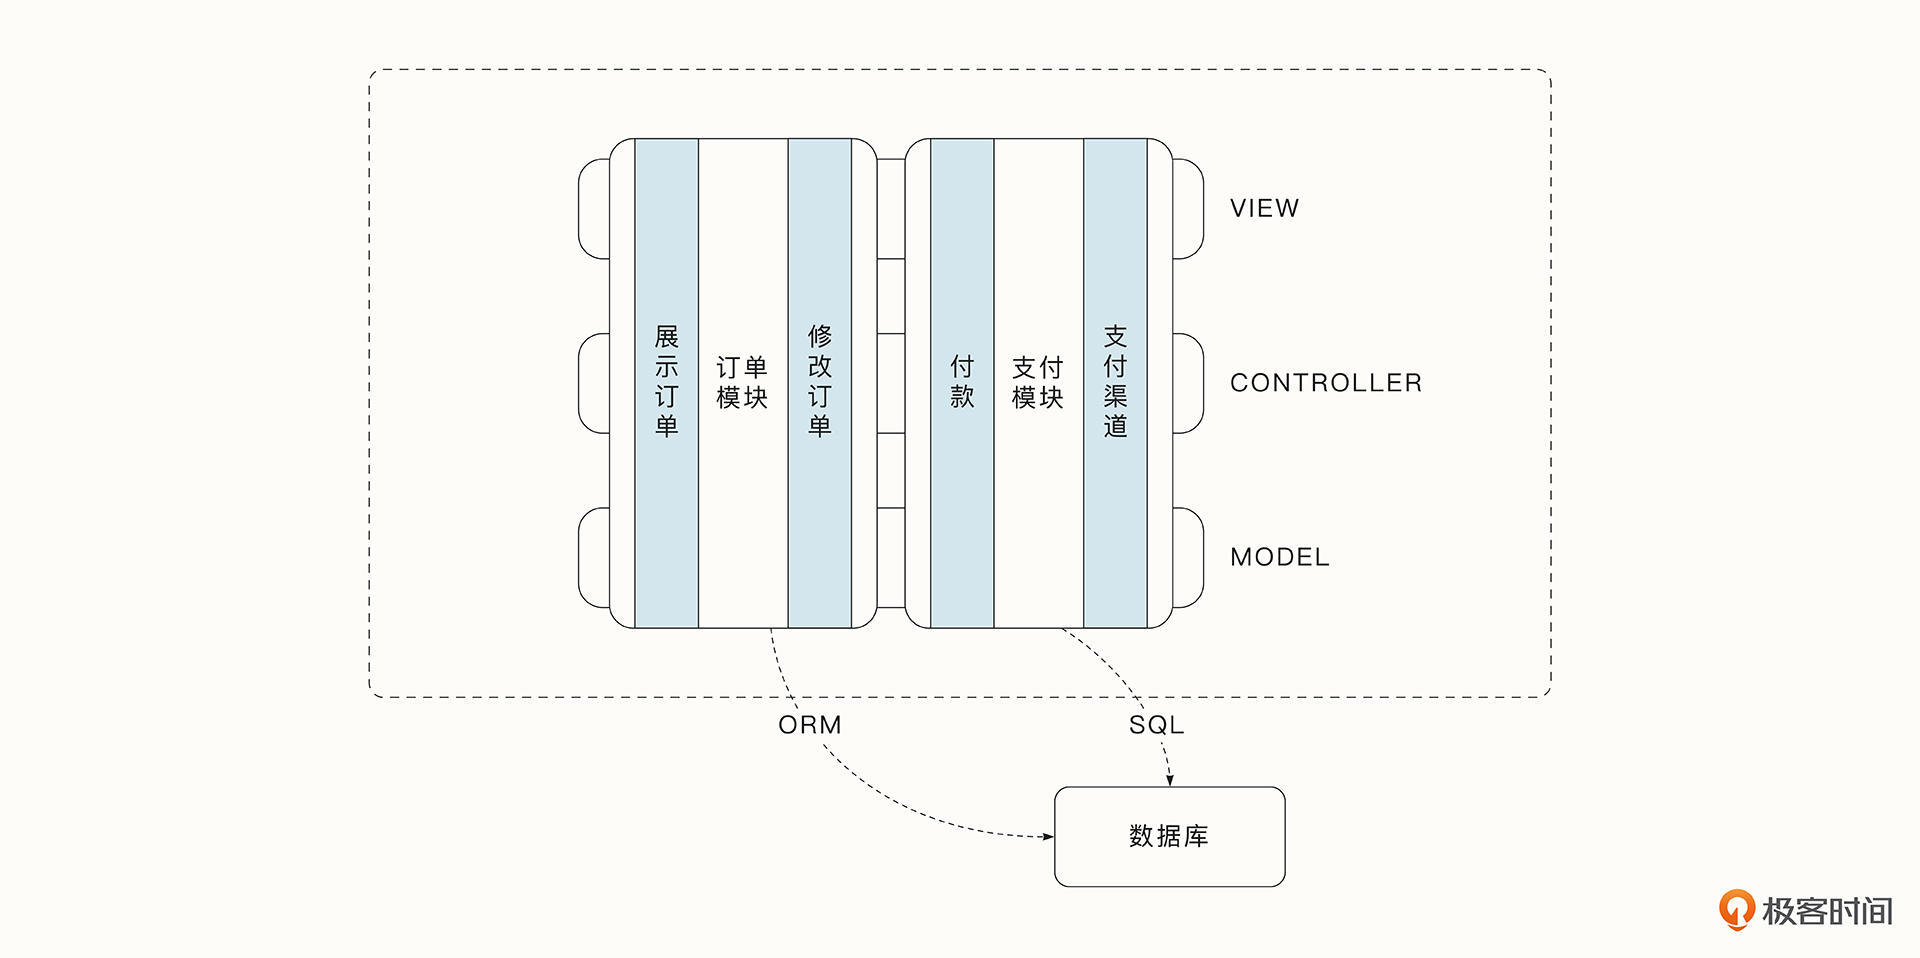 VIEW
展示订单
订单
模块
修改订单
付款
支付
模块
支付渠道
CONTROLLER
MODEL
ORM
SQL
数据库
极客时间